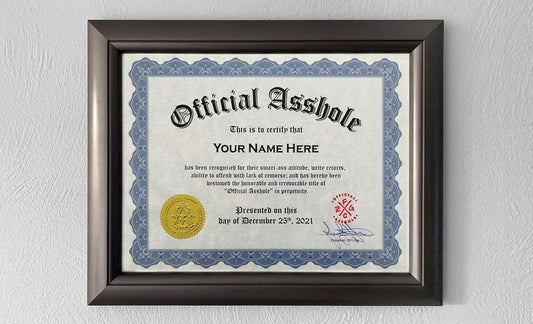 Official Asshole
This is to certify that
YOUR NAME HERE
has been recognized for their smart-ass attitude, witty retorts,
ability to offend with lack of remorse; and has hereby been
bestowed the honorable and irrevocable title of
"Official Asshole" in perpetuity.
Presented on this
day of December 25th, 2021